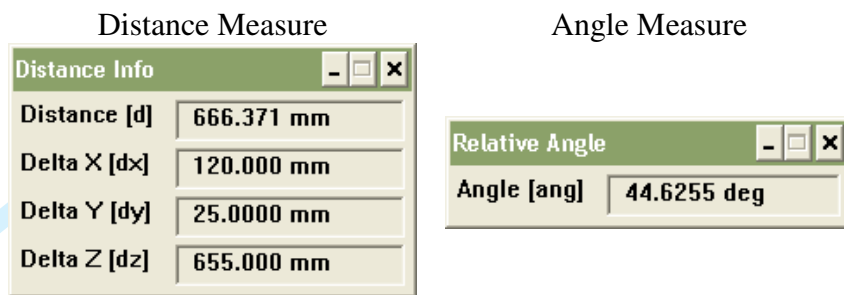 Distance Measure
Distance Info
Distance [d] 666.371 mm
Delta X [dx] 120.000 mm
Delta Y [dy] 25.0000 mm
Delta Z [dz] 655.000 mm
Angle Measure
Relative Angle
Angle [ang] 44.6255 deg